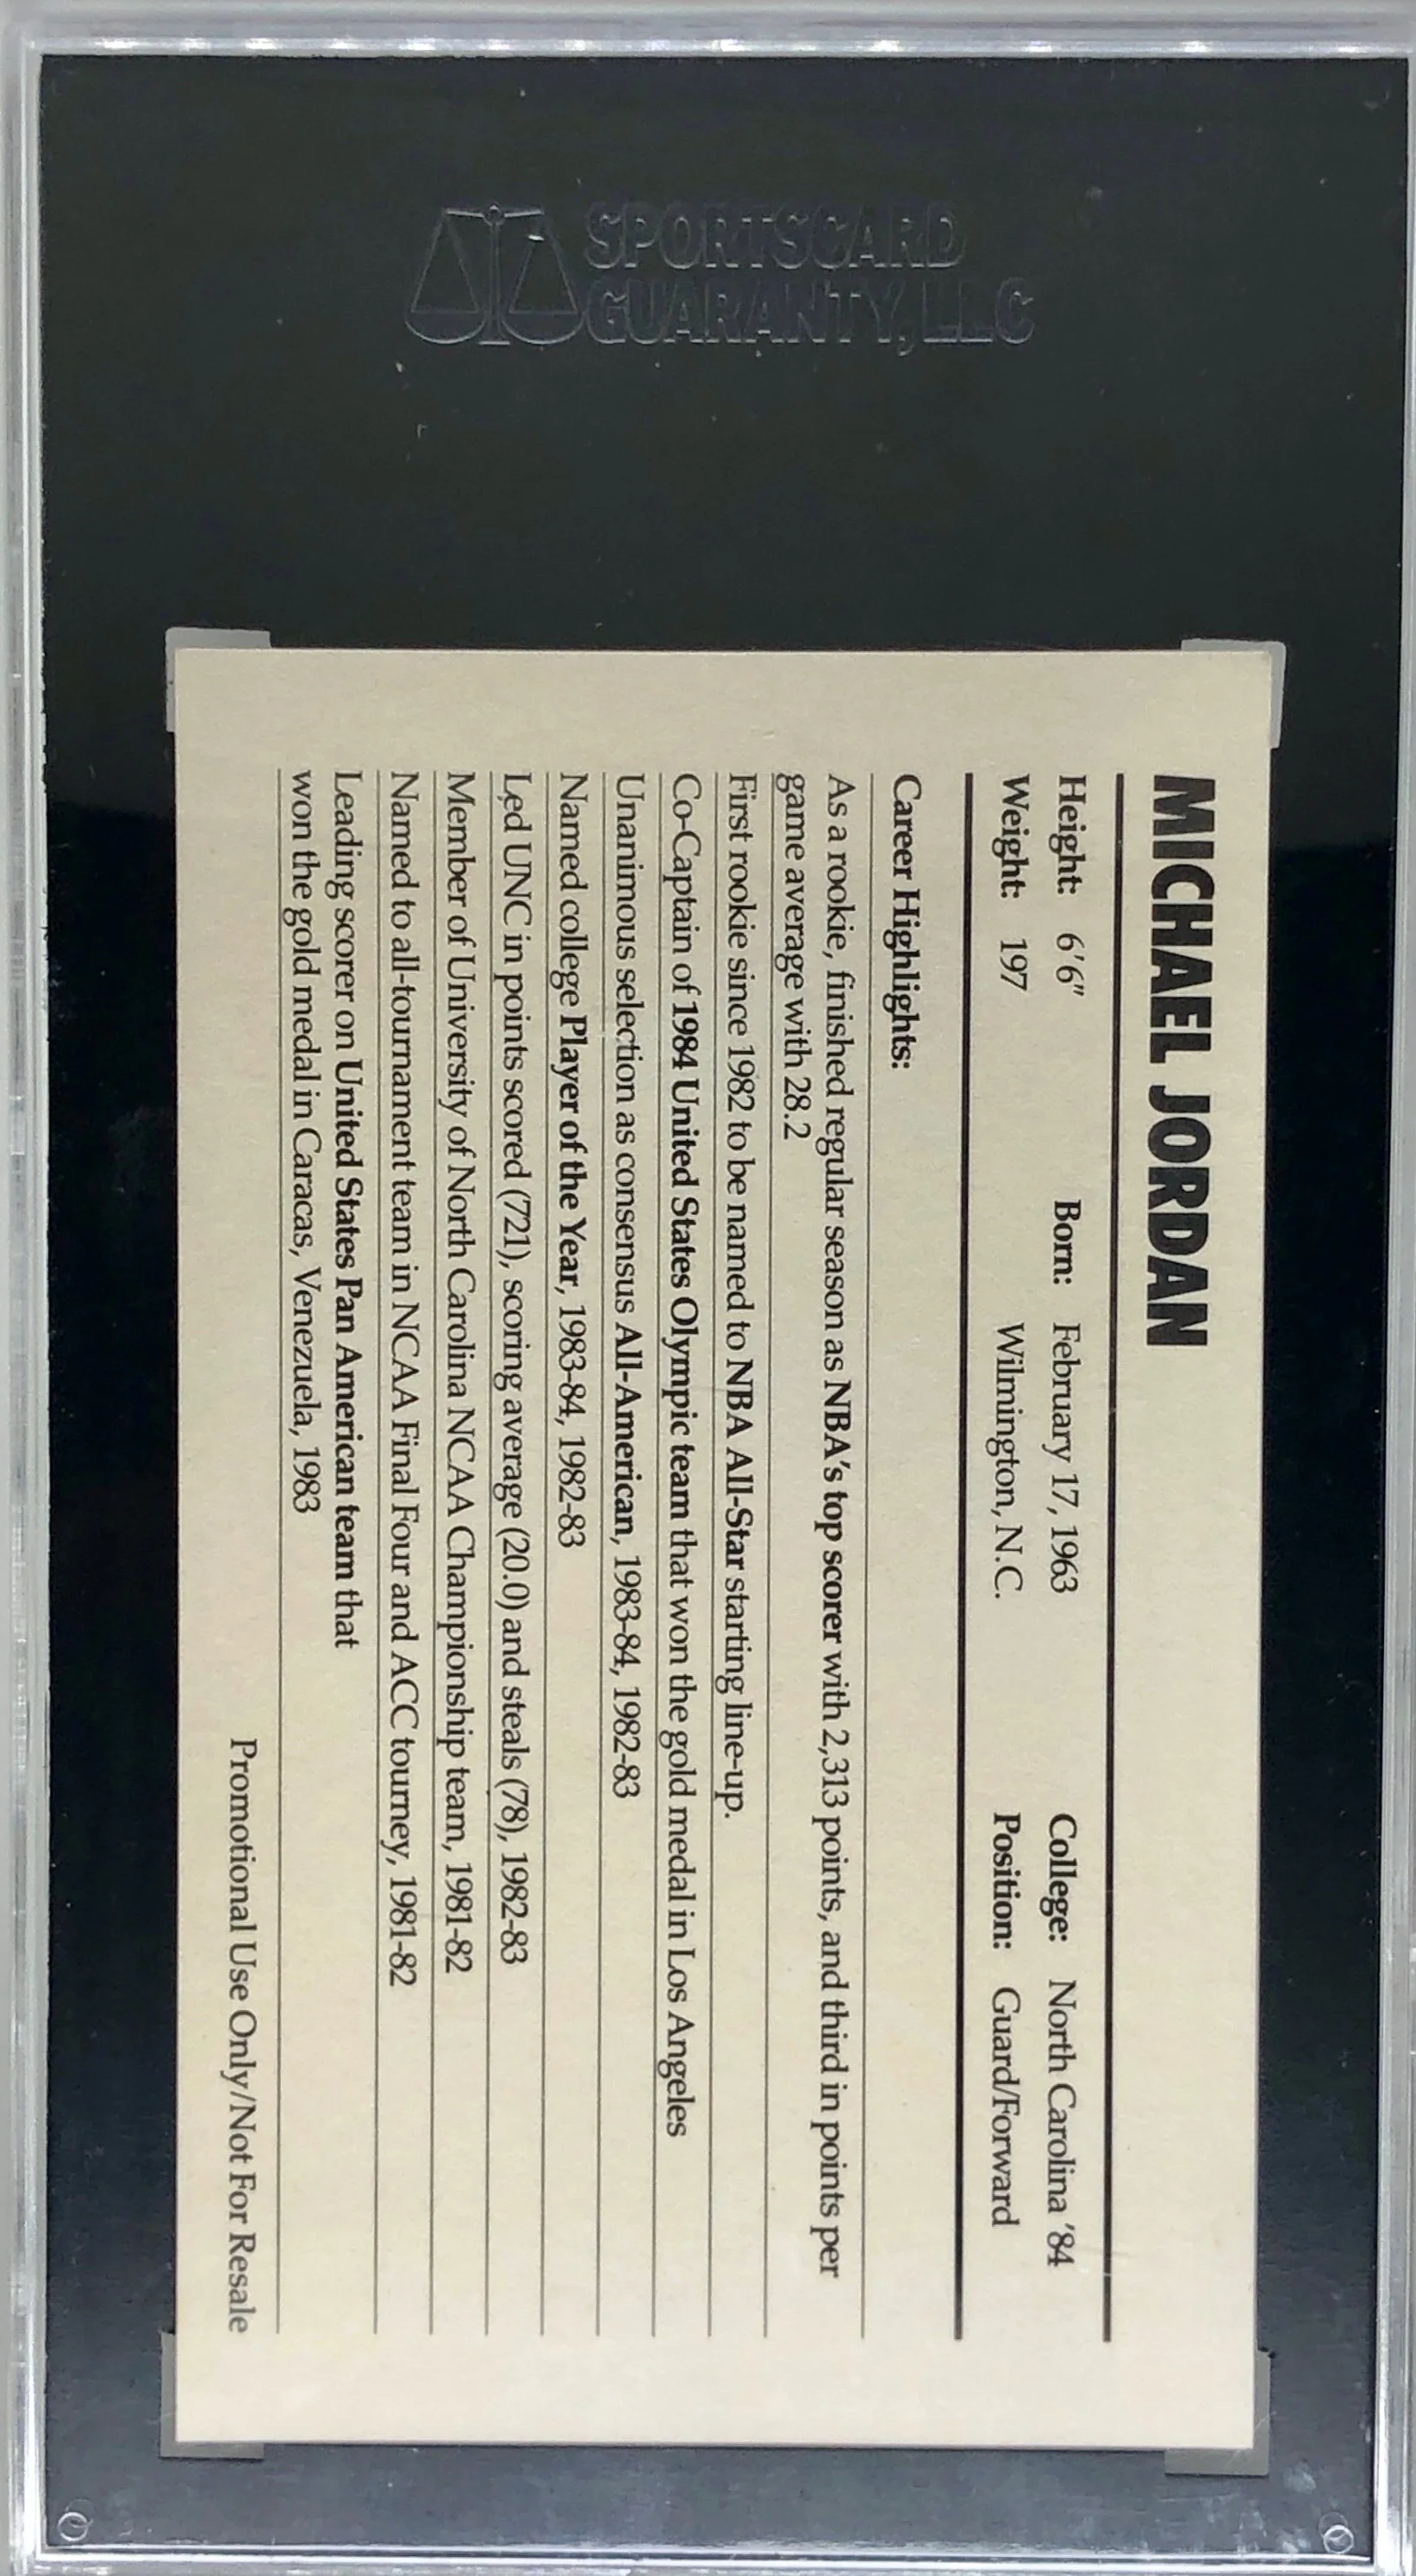 SPORTSCARD
GUARANTY, LLC
MICHAEL JORDAN
Height: 6'6" Born: February 17, 1963 College: North Carolina '84
Weight: 197 Wilmington, N.C. Position: Guard/Forward
Career Highlights:
As a rookie, finished regular season as NBA's top scorer with 2,313 points, and third in points per
game average with 28.2
First rookie since 1982 to be named to NBA All-Star starting line-up.
Co-Captain of 1984 United States Olympic team that won the gold medal in Los Angeles
Unanimous selection as consensus All-American, 1983-84, 1982-83
Named college Player of the Year, 1983-84, 1982-83
Led UNC in points scored (721), scoring average (20.0) and steals (78), 1982-83
Member of University of North Carolina NCAA Championship team, 1981-82
Named to all-tournament team in NCAA Final Four and ACC tourney, 1981-82
Leading scorer on United States Pan American team that
won the gold medal in Caracas, Venezuela, 1983
Promotional Use Only/Not For Resale